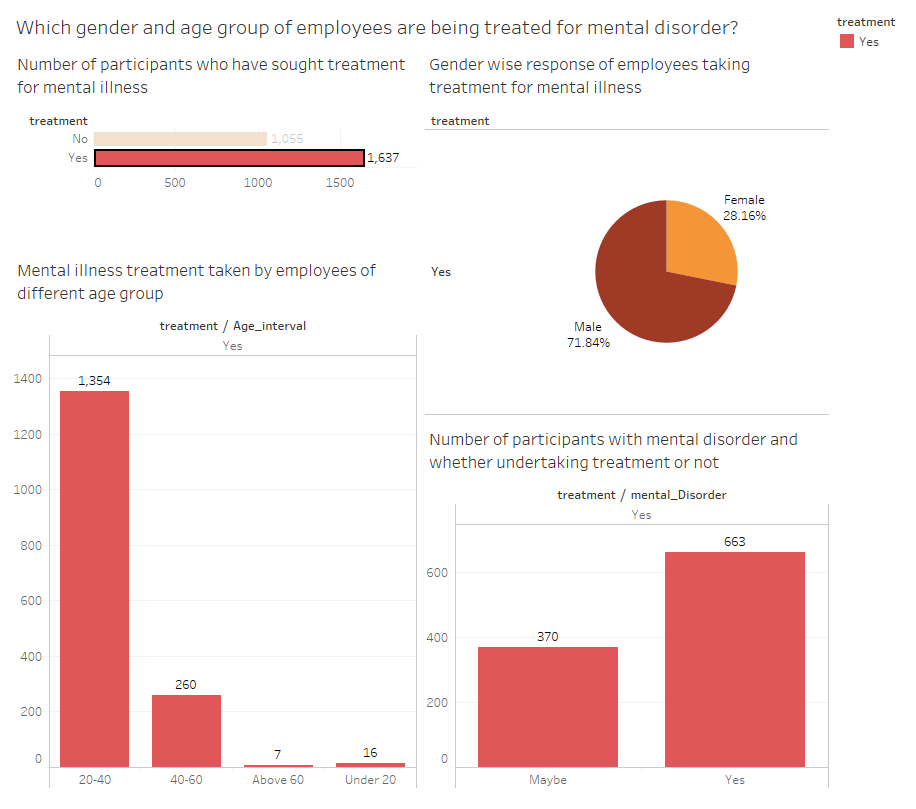 Which gender and age group of employees are being treated for mental disorder?
treatment
Yes
Number of participants who have sought treatment
for mental illness
treatment
No
1,055
Yes
1,637
0
500
1000
1500
Gender wise response of employees taking
treatment for mental illness
treatment
Yes
Female
28.16%
Male
71.84%
Mental illness treatment taken by employees of
different age group
treatment / Age_interval
Yes
1400
1200
1000
800
600
400
200
0
1,354
260
7
16
20-40
40-60
Above 60
Under 20
Number of participants with mental disorder and
whether undertaking treatment or not
treatment / mental_Disorder
Yes
600
400
200
0
370
663
Maybe
Yes